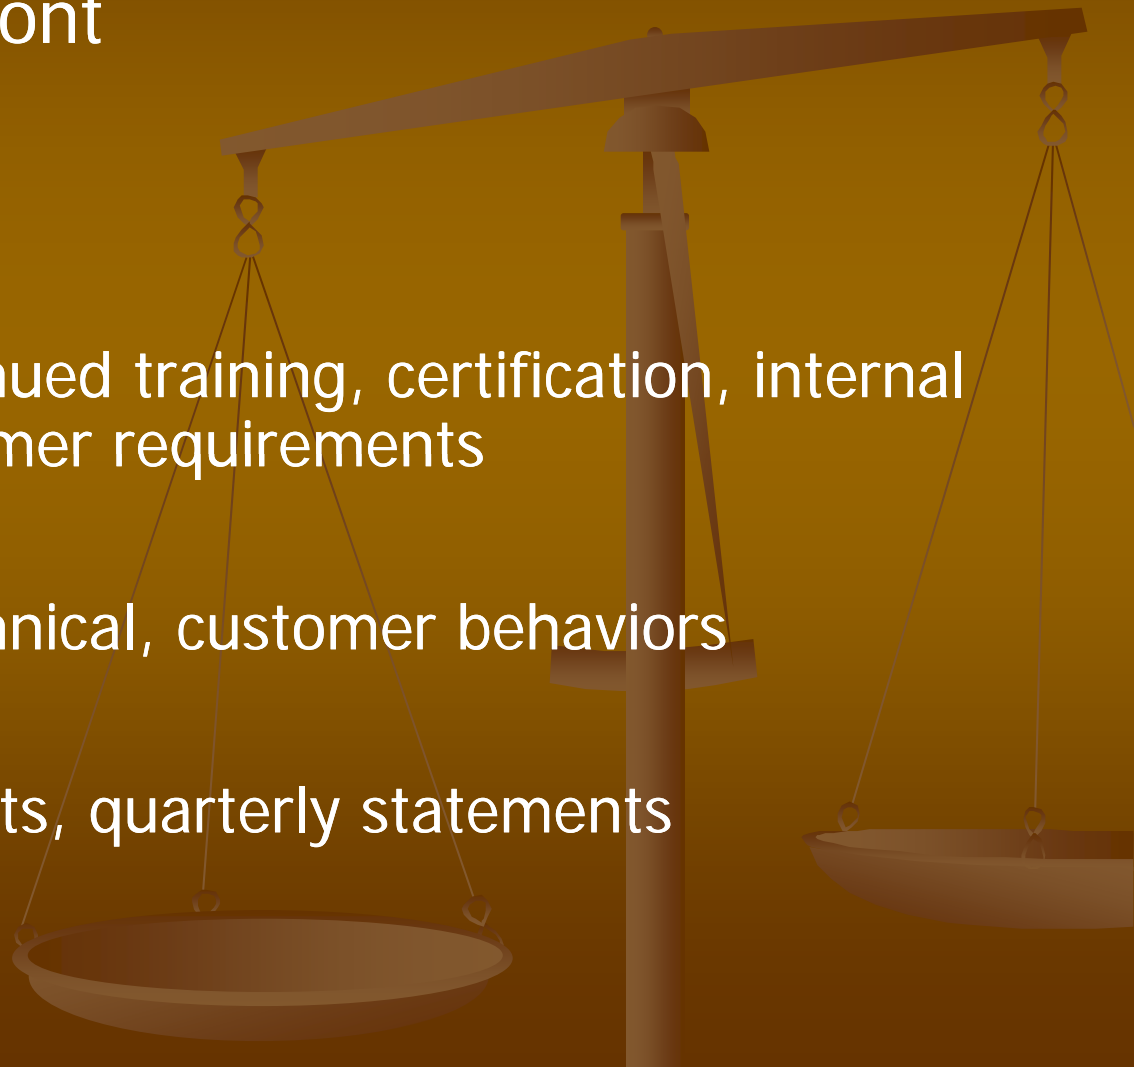 ont
nued training, certification, internal
mer requirements
nical, customer behaviors
ts, quarterly statements